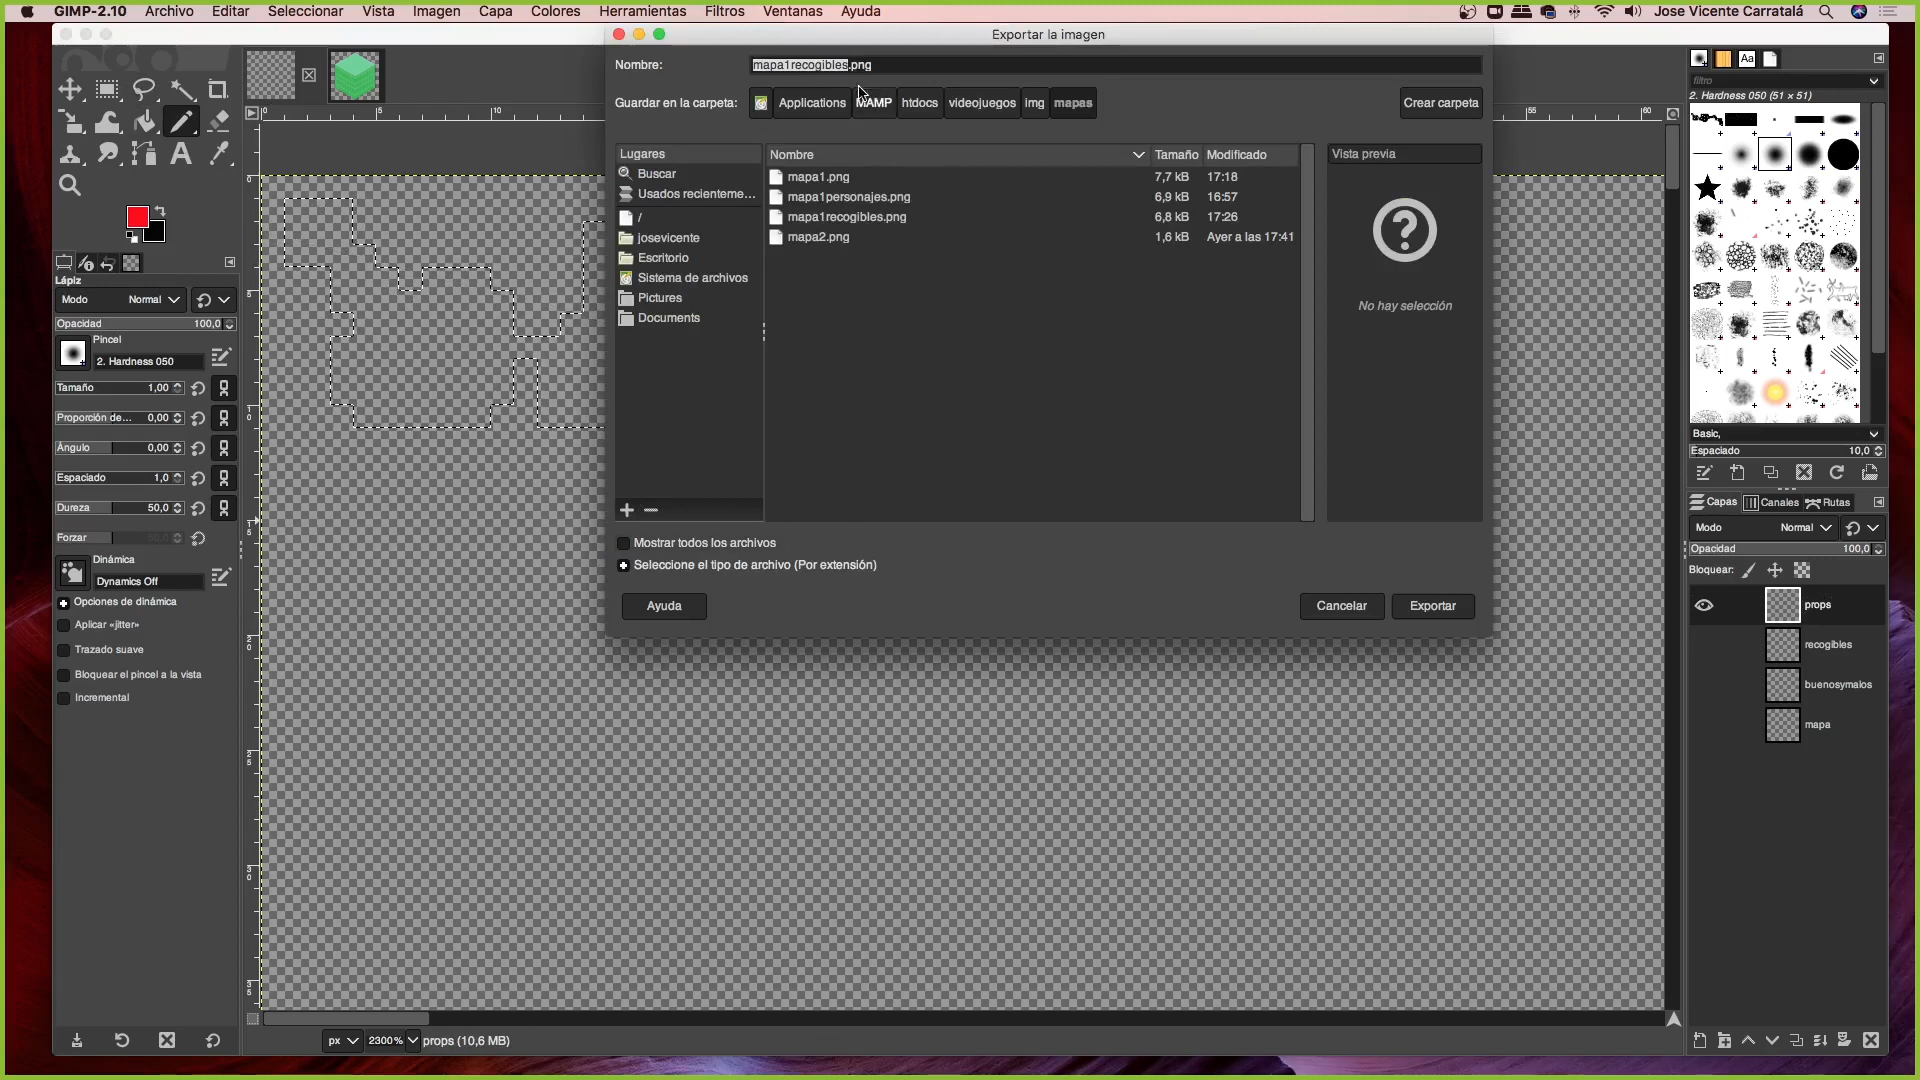 GIMP-2.10 Archivo Editar Seleccionar Vista Imagen Capa Colores Herramientas Filtros Ventanas Ayuda Jose Vicente Carratalá
Exportar la imagen
Nombre: mapa1recogibles.png
Guardar en la carpeta: Applications MAMP htdocs videojuegos img mapas Crear carpeta
Lugares
Buscar
Usados recienteme...
/
josevicente
Escritorio
Sistema de archivos
Pictures
Documents
Nombre Tamaño Modificado
mapa1.png 7,7 kB 17:18
mapa1personajes.png 6,9 kB 16:57
mapa1recogibles.png 6,8 kB 17:26
mapa2.png 1,6 kB Ayer a las 17:41
Vista previa
No hay selección
Mostrar todos los archivos
Seleccione el tipo de archivo (Por extensión)
Ayuda Cancelar Exportar
Lápiz
Modo Normal
Opacidad 100,0
Pincel
2. Hardness 050
Tamaño 1,00
Proporción de... 0,00
Ángulo 0,00
Espaciado 1,0
Dureza 50,0
Forzar
Dinámica
Dynamics Off
Opciones de dinámica
Aplicar «jitter»
Trazado suave
Bloquear el pincel a la vista
Incremental
0 5 10 55 60
px 2300% props (10,6 MB)
Aa
filtro
2. Hardness 050 (51 × 51)
Basic,
Espaciado 10,0
Capas Canales Rutas
Modo Normal
Opacidad 100,0
Bloquear:
props
recogibles
buenosymalos
mapa